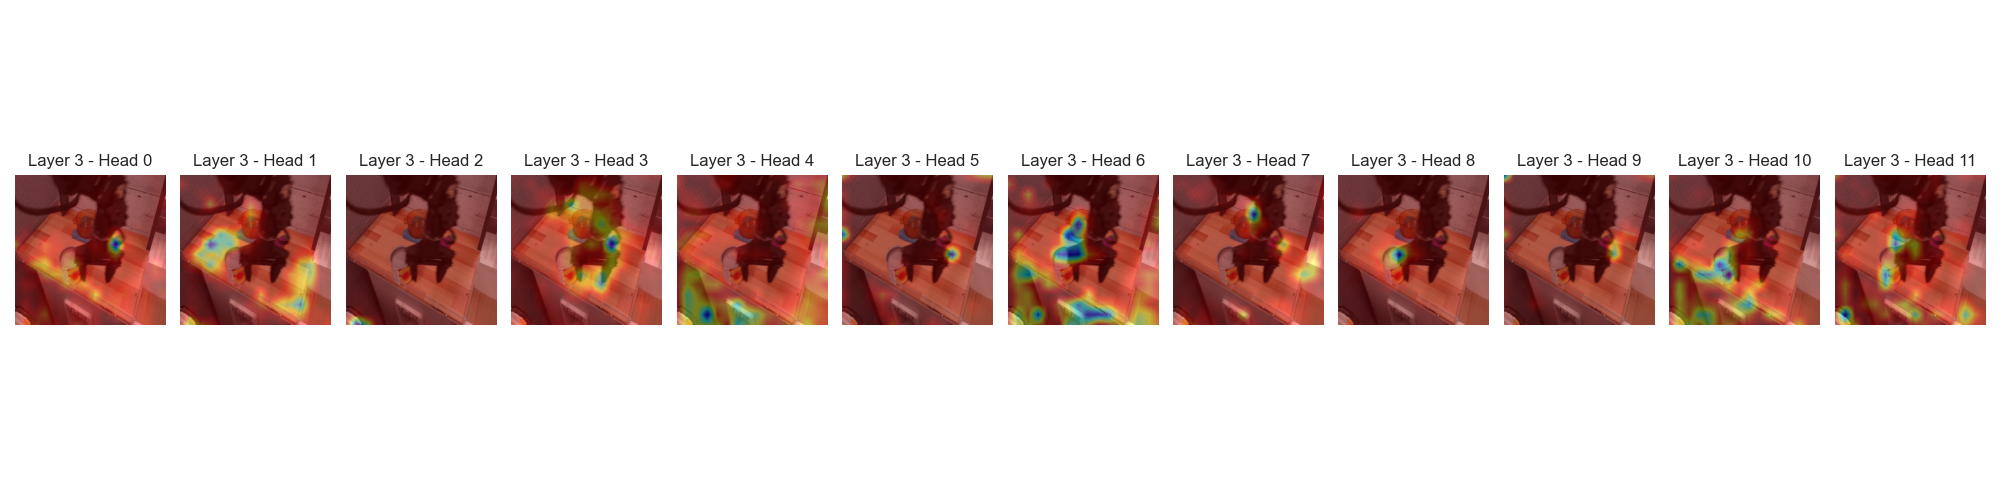 Layer 3 - Head 0
Layer 3 - Head 1
Layer 3 - Head 2
Layer 3 - Head 3
Layer 3 - Head 4
Layer 3 - Head 5
Layer 3 - Head 6
Layer 3 - Head 7
Layer 3 - Head 8
Layer 3 - Head 9
Layer 3 - Head 10
Layer 3 - Head 11